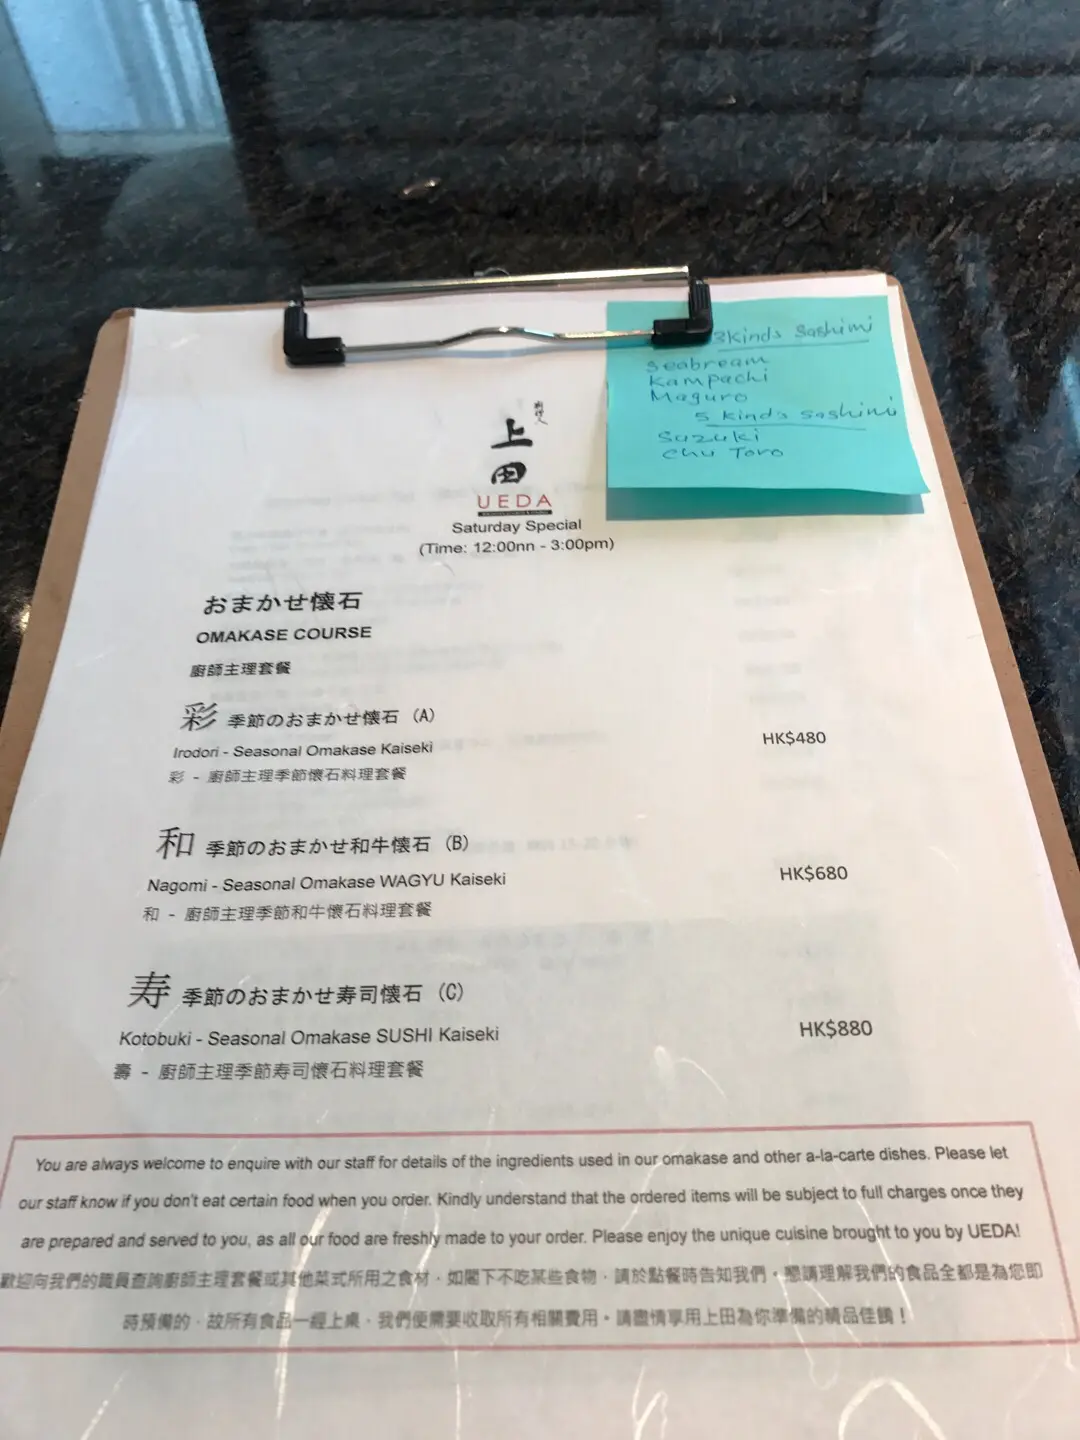 3 kinds Sashimi
Seabream
Kampachi
Maguro
5 kinds sashimi
Suzuki
Chu Toro
料理人
上田
UEDA
Saturday Special
(Time: 12:00nn - 3:00pm)
おまかせ懐石
OMAKASE COURSE
廚師主理套餐
彩 季節のおまかせ懐石 (A)
Irodori - Seasonal Omakase Kaiseki HK$480
彩 - 廚師主理季節懷石料理套餐
和 季節のおまかせ和牛懐石 (B)
Nagomi - Seasonal Omakase WAGYU Kaiseki HK$680
和 - 廚師主理季節和牛懷石料理套餐
寿 季節のおまかせ寿司懐石 (C)
Kotobuki - Seasonal Omakase SUSHI Kaiseki HK$880
壽 - 廚師主理季節寿司懷石料理套餐
You are always welcome to enquire with our staff for details of the ingredients used in our omakase and other a-la-carte dishes. Please let
our staff know if you don't eat certain food when you order. Kindly understand that the ordered items will be subject to full charges once they
are prepared and served to you, as all our food are freshly made to your order. Please enjoy the unique cuisine brought to you by UEDA!
歡迎向我們的職員查詢廚師主理套餐或其他菜式所用之食材，如閣下不吃某些食物，請於點餐時告知我們。懇請理解我們的食品全都是為您即
時預備的，故所有食品一經上桌，我們便需要收取所有相關費用。請盡情享用上田為你準備的精品佳餚！